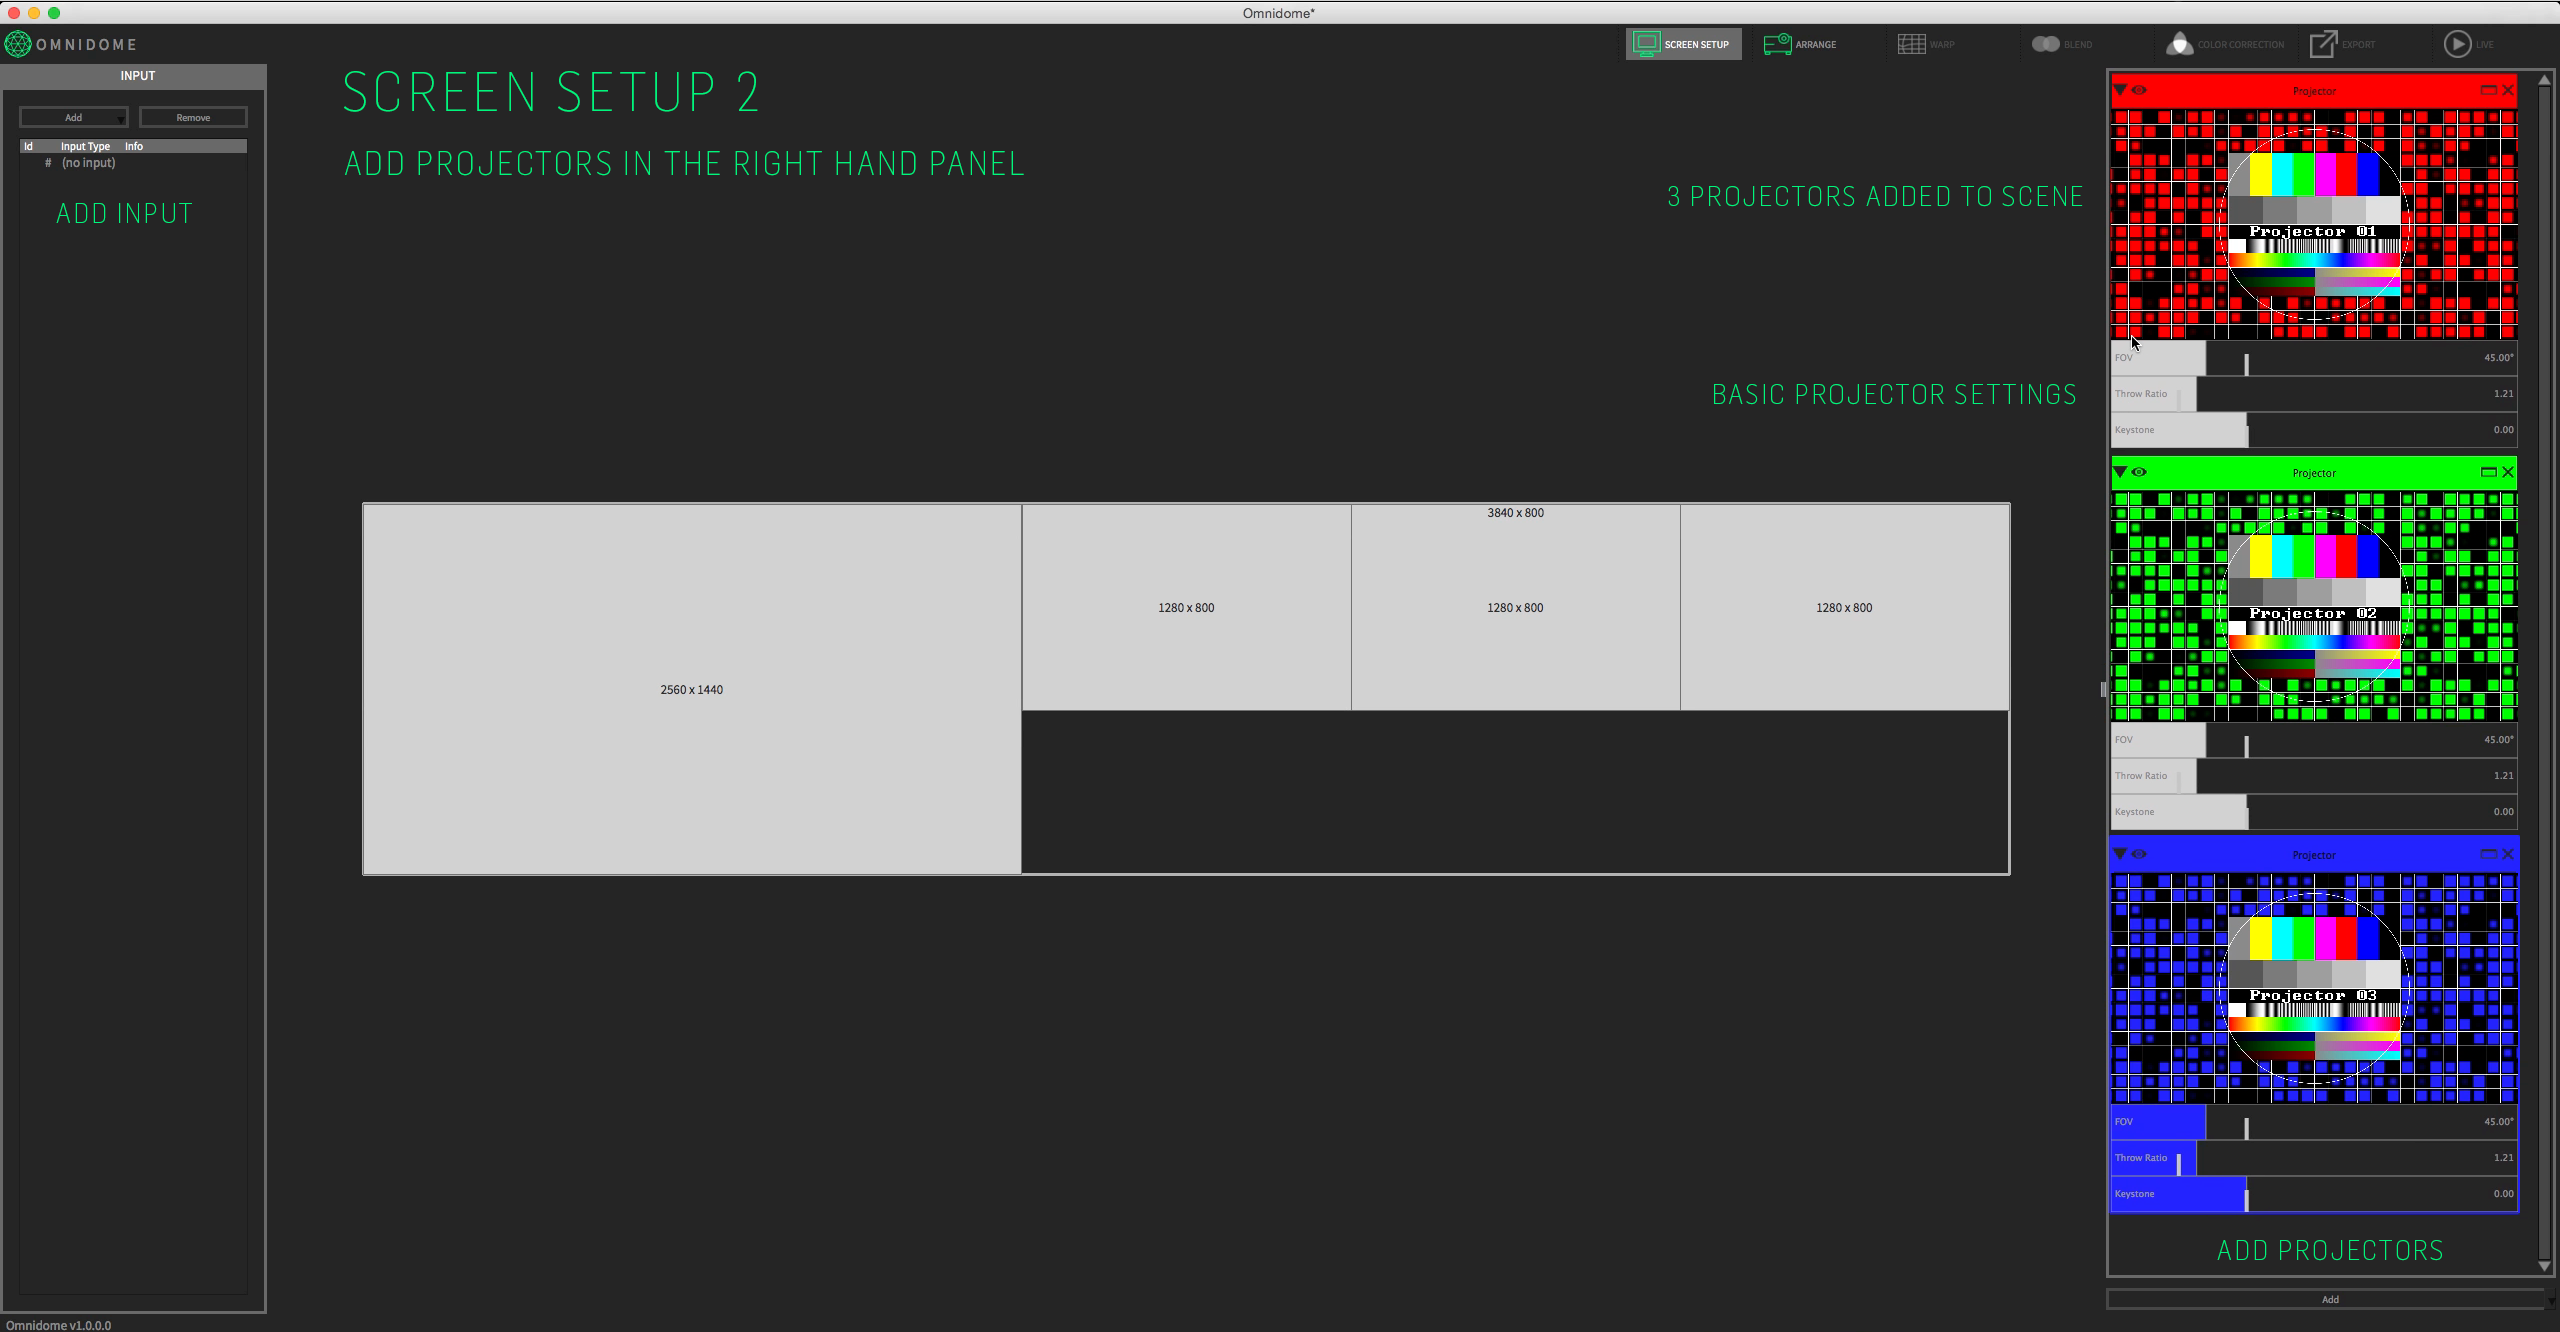 Omnidome*
OMNIDOME
SCREEN SETUP
ARRANGE
WARP
BLEND
COLOR CORRECTION
EXPORT
LIVE
INPUT
Add
Remove
Id Input Type Info
# (no input)
ADD INPUT
SCREEN SETUP 2
ADD PROJECTORS IN THE RIGHT HAND PANEL
3 PROJECTORS ADDED TO SCENE
BASIC PROJECTOR SETTINGS
2560 x 1440
3840 x 800
1280 x 800
1280 x 800
1280 x 800
Projector
Projector 01
FOV 45.00°
Throw Ratio 1.21
Keystone 0.00
Projector
Projector 02
FOV 45.00°
Throw Ratio 1.21
Keystone 0.00
Projector
Projector 03
FOV 45.00°
Throw Ratio 1.21
Keystone 0.00
ADD PROJECTORS
Add
Omnidome v1.0.0.0